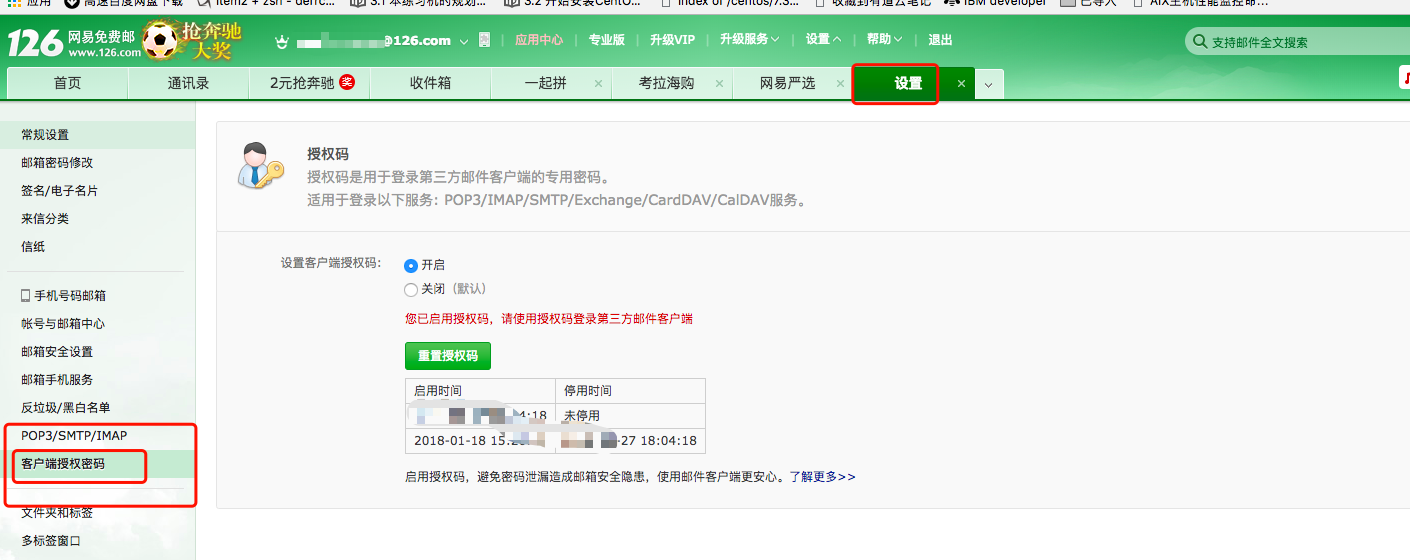 应用
高速百度网盘下载
iterm2 + zsh - derrc...
3.1 本练习机的规划...
3.2 开始安装CentO...
Index of /centos/7.3...
收藏到有道云笔记
IBM developer
已导入
AIX主机性能监控命...
126 网易免费邮
www.126.com
抢奔驰
大奖
@126.com
应用中心 | 专业版 | 升级VIP | 升级服务 | 设置 | 帮助 | 退出
支持邮件全文搜索
首页
通讯录
2元抢奔驰 奖
收件箱
一起拼 ×
考拉海购 ×
网易严选 ×
设置 ×
常规设置
邮箱密码修改
签名/电子名片
来信分类
信纸
手机号码邮箱
帐号与邮箱中心
邮箱安全设置
邮箱手机服务
反垃圾/黑白名单
POP3/SMTP/IMAP
客户端授权密码
文件夹和标签
多标签窗口
授权码
授权码是用于登录第三方邮件客户端的专用密码。
适用于登录以下服务: POP3/IMAP/SMTP/Exchange/CardDAV/CalDAV服务。
设置客户端授权码: 开启
关闭 (默认)
您已启用授权码，请使用授权码登录第三方邮件客户端
重置授权码
启用时间 停用时间
4:18 未停用
2018-01-18 15: -27 18:04:18
启用授权码，避免密码泄漏造成邮箱安全隐患，使用邮件客户端更安心。了解更多>>